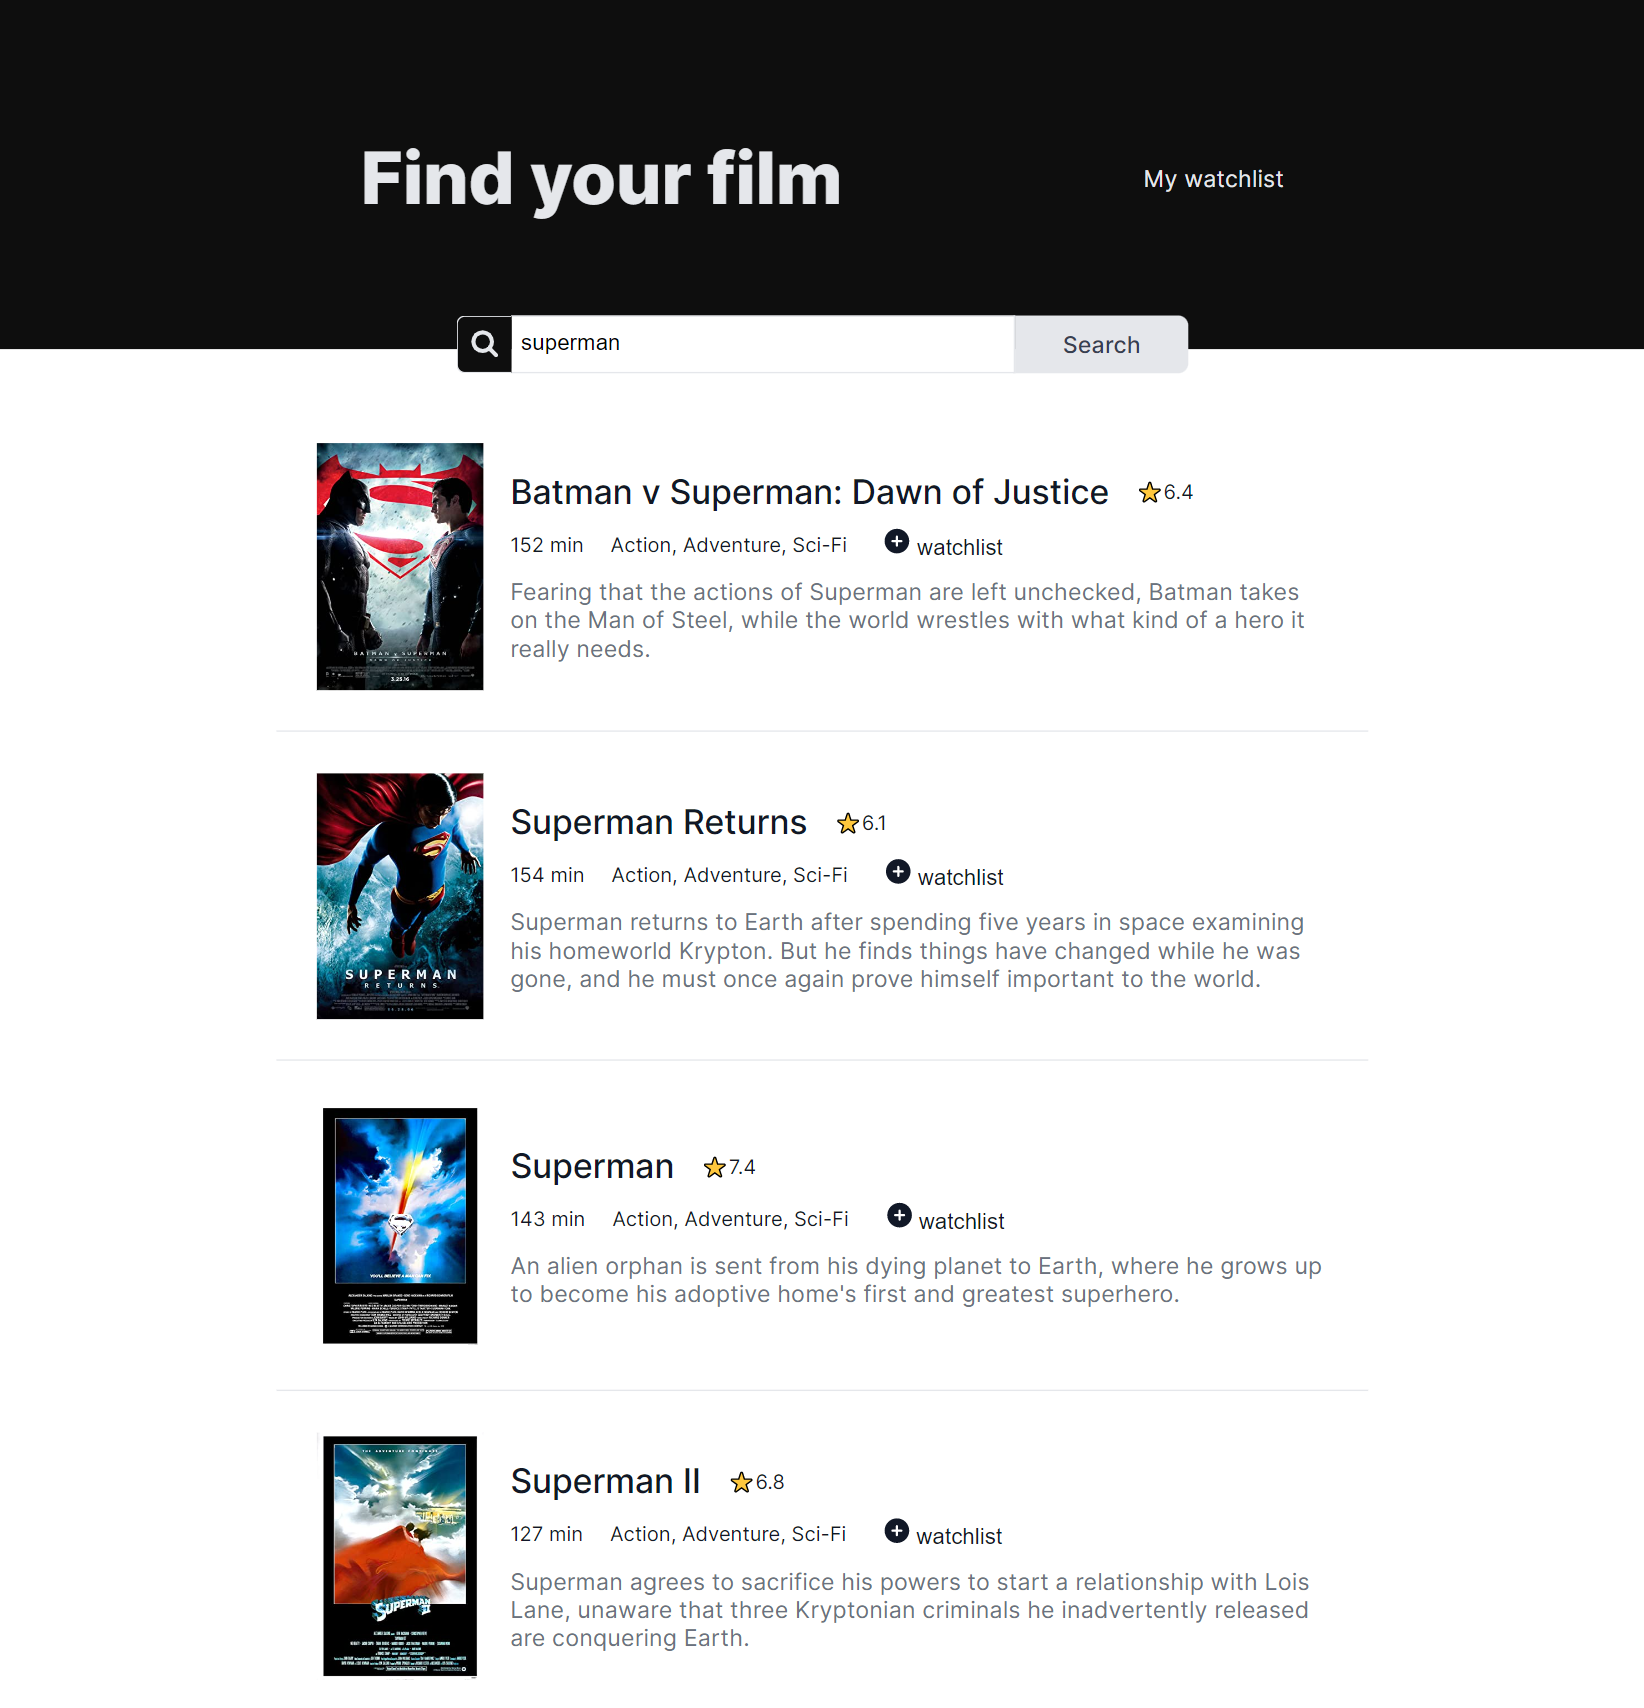 Find your film
My watchlist
superman
Search
BATMAN v SUPERMAN
DAWN OF JUSTICE
3.25.16
Batman v Superman: Dawn of Justice 6.4
152 min Action, Adventure, Sci-Fi watchlist
Fearing that the actions of Superman are left unchecked, Batman takes
on the Man of Steel, while the world wrestles with what kind of a hero it
really needs.
SUPERMAN
RETURNS
Superman Returns 6.1
154 min Action, Adventure, Sci-Fi watchlist
Superman returns to Earth after spending five years in space examining
his homeworld Krypton. But he finds things have changed while he was
gone, and he must once again prove himself important to the world.
YOU'LL BELIEVE A MAN CAN FLY.
Superman 7.4
143 min Action, Adventure, Sci-Fi watchlist
An alien orphan is sent from his dying planet to Earth, where he grows up
to become his adoptive home's first and greatest superhero.
THE ADVENTURE CONTINUES
SUPERMAN
II
Superman II 6.8
127 min Action, Adventure, Sci-Fi watchlist
Superman agrees to sacrifice his powers to start a relationship with Lois
Lane, unaware that three Kryptonian criminals he inadvertently released
are conquering Earth.